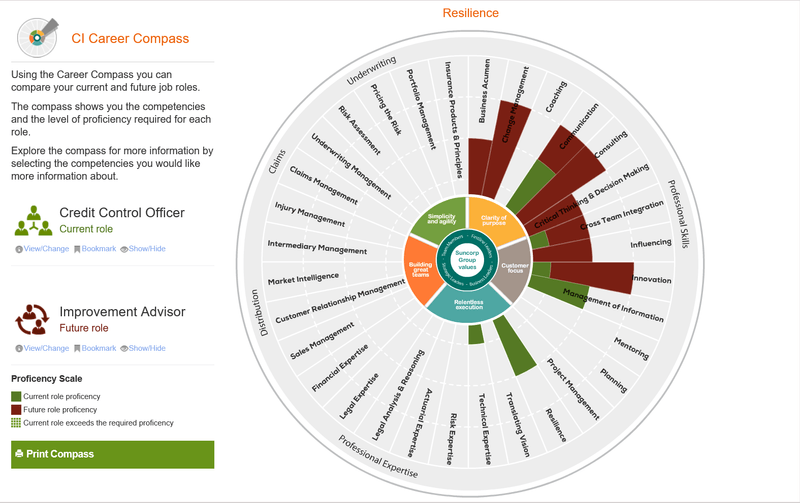 Resilience
CI Career Compass
Using the Career Compass you can
compare your current and future job roles.
The compass shows you the competencies
and the level of proficiency required for each
role.
Explore the compass for more information by
selecting the competencies you would like
more information about.
Credit Control Officer
Current role
View/Change Bookmark Show/Hide
Improvement Advisor
Future role
View/Change Bookmark Show/Hide
Proficency Scale
Current role proficency
Future role proficency
Current role exceeds the required proficency
Print Compass
Underwriting
Claims
Distribution
Professional Expertise
Professional Skills
Business Acumen
Change Management
Coaching
Communication
Consulting
Critical Thinking & Decision Making
Cross Team Integration
Influencing
Innovation
Management of Information
Mentoring
Planning
Project Management
Resilience
Translating Vision
Technical Expertise
Risk Expertise
Actuarial Expertise
Legal Analysis & Reasoning
Legal Expertise
Financial Expertise
Sales Management
Customer Relationship Management
Market Intelligence
Intermediary Management
Injury Management
Claims Management
Underwriting Management
Risk Assessment
Pricing the Risk
Portfolio Management
Insurance Products & Principles
Simplicity
and agility
Clarity of
purpose
Customer
focus
Relentless
execution
Building
great
teams
Suncorp
Group
values
Team Members
Frontline Leaders
Business Leaders
Strategic Leaders